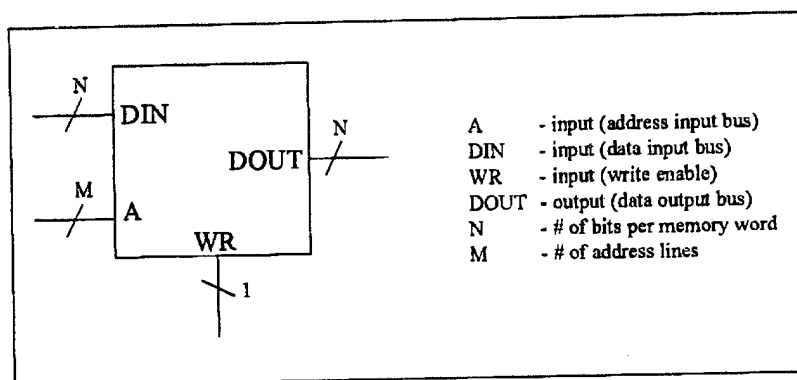 N
DIN
N
DOUT
M
A
WR
1
A - input (address input bus)
DIN - input (data input bus)
WR - input (write enable)
DOUT - output (data output bus)
N - # of bits per memory word
M - # of address lines